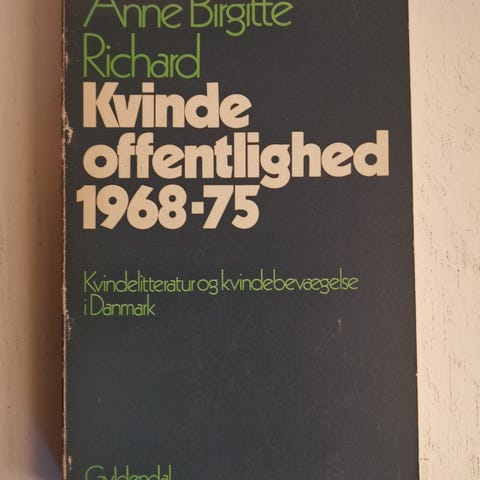 Anne Birgitte
Richard
Kvinde
offentlighed
1968-75
Kvindelitteratur og kvindebevægelse
i Danmark
Gyldendal